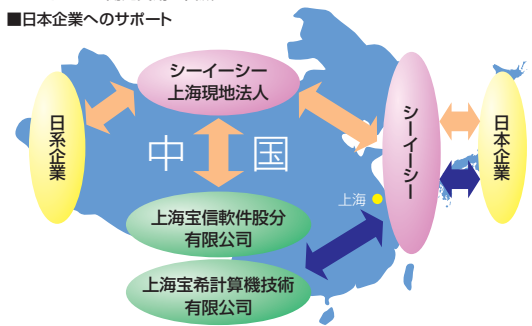 ■日本企業へのサポート
シーイーシー
上海現地法人
日系企業
中国
シーイーシー
日本企業
上海
上海宝信軟件股分
有限公司
上海宝希計算機技術
有限公司